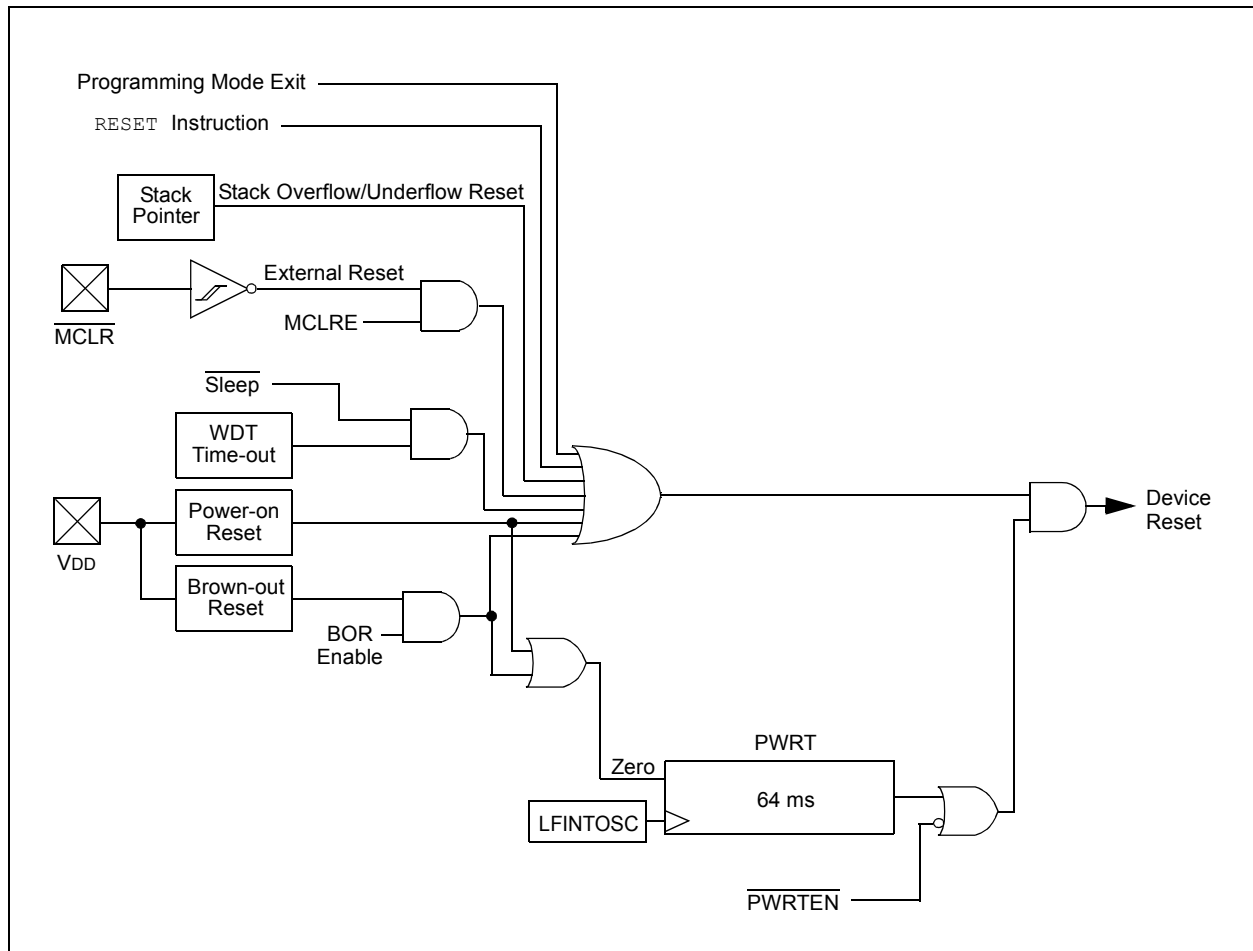 Programming Mode Exit
RESET Instruction
Stack
Pointer
Stack Overflow/Underflow Reset
External Reset
MCLR
MCLRE
Sleep
WDT
Time-out
VDD
Power-on
Reset
Brown-out
Reset
BOR
Enable
Device
Reset
PWRT
Zero
64 ms
LFINTOSC
PWRTEN